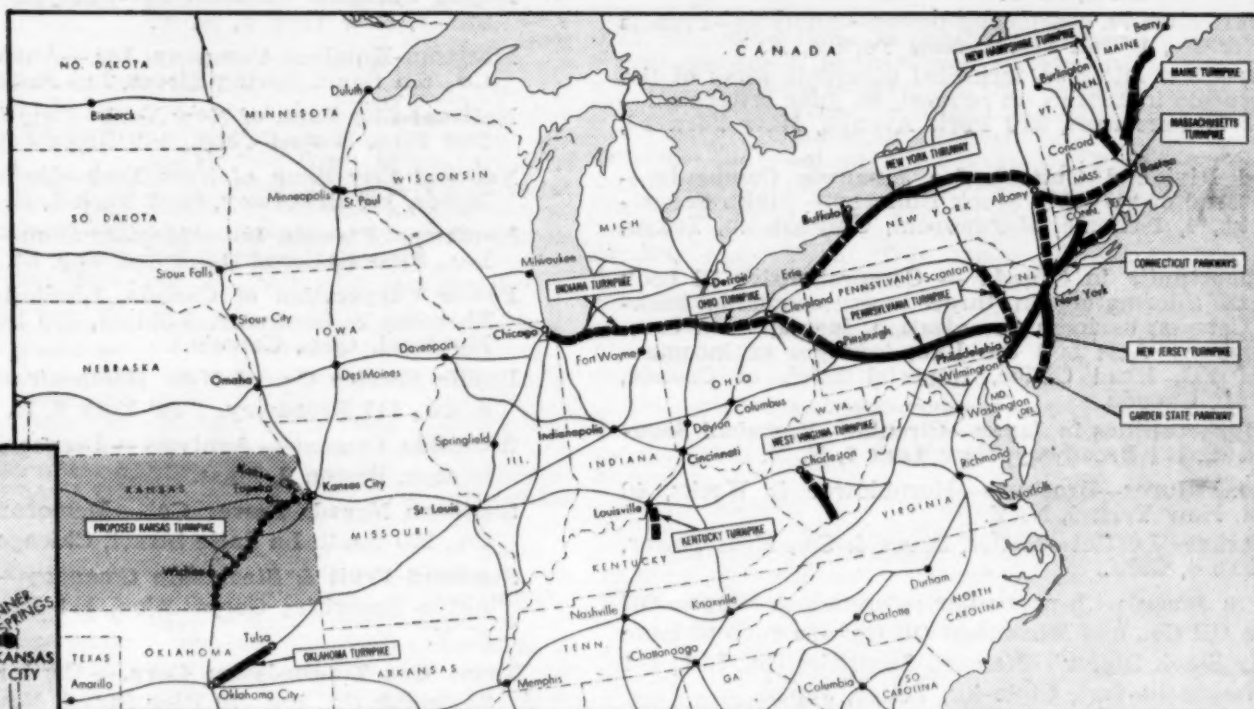 NO. DAKOTA
Bismarck
MINNESO
Duluth
CANADA
NEW HAMPSHIRE TURNPIKE
Barry
MAINE
MAINE TURNPIKE
Burlington
N.H.
VT.
MASSACHUSETTS TURNPIKE
Concord
Boston
MASS.
SO. DAKOTA
Minneapolis
St. Paul
WISCONSIN
NEW YORK THRUWAY
Albany
Buffalo
NEW YORK
CONN.
MICH
Sioux Falls
Milwaukee
Detroit
Erie
PENNSYLVANIA
Scranton
N.J.
CONNECTICUT PARKWAYS
INDIANA TURNPIKE
OHIO TURNPIKE
Cleveland
PENNSYLVANIA TURNPIKE
New York
Sioux City
IOWA
Chicago
Pittsburgh
Philadelphia
NEW JERSEY TURNPIKE
Davenport
Fort Wayne
Wilmington
NEBRASKA
Omaha
Des Moines
OHIO
Columbus
MD.
DEL.
Washington
GARDEN STATE PARKWAY
W. VA
Springfield
Indianapolis
Dayton
WEST VIRGINIA TURNPIKE
ILL.
INDIANA
Cincinnati
Charleston
Richmond
KANSAS
Kansas
Topeka
Kansas City
St. Louis
Louisville
VIRGINIA
Norfolk
PROPOSED KANSAS TURNPIKE
MISSOURI
KENTUCKY TURNPIKE
KENTUCKY
Wichita
Durham
NNER
SPRINGS
KANSAS
CITY
Nashville
Knoxville
Charlotte
NORTH
CAROLINA
TEXAS
OKLAHOMA
Tulsa
OKLAHOMA TURNPIKE
TENN
Chattanooga
Amarillo
Oklahoma City
ARKANSAS
Memphis
GA
Columbia
SO
CAROLINA